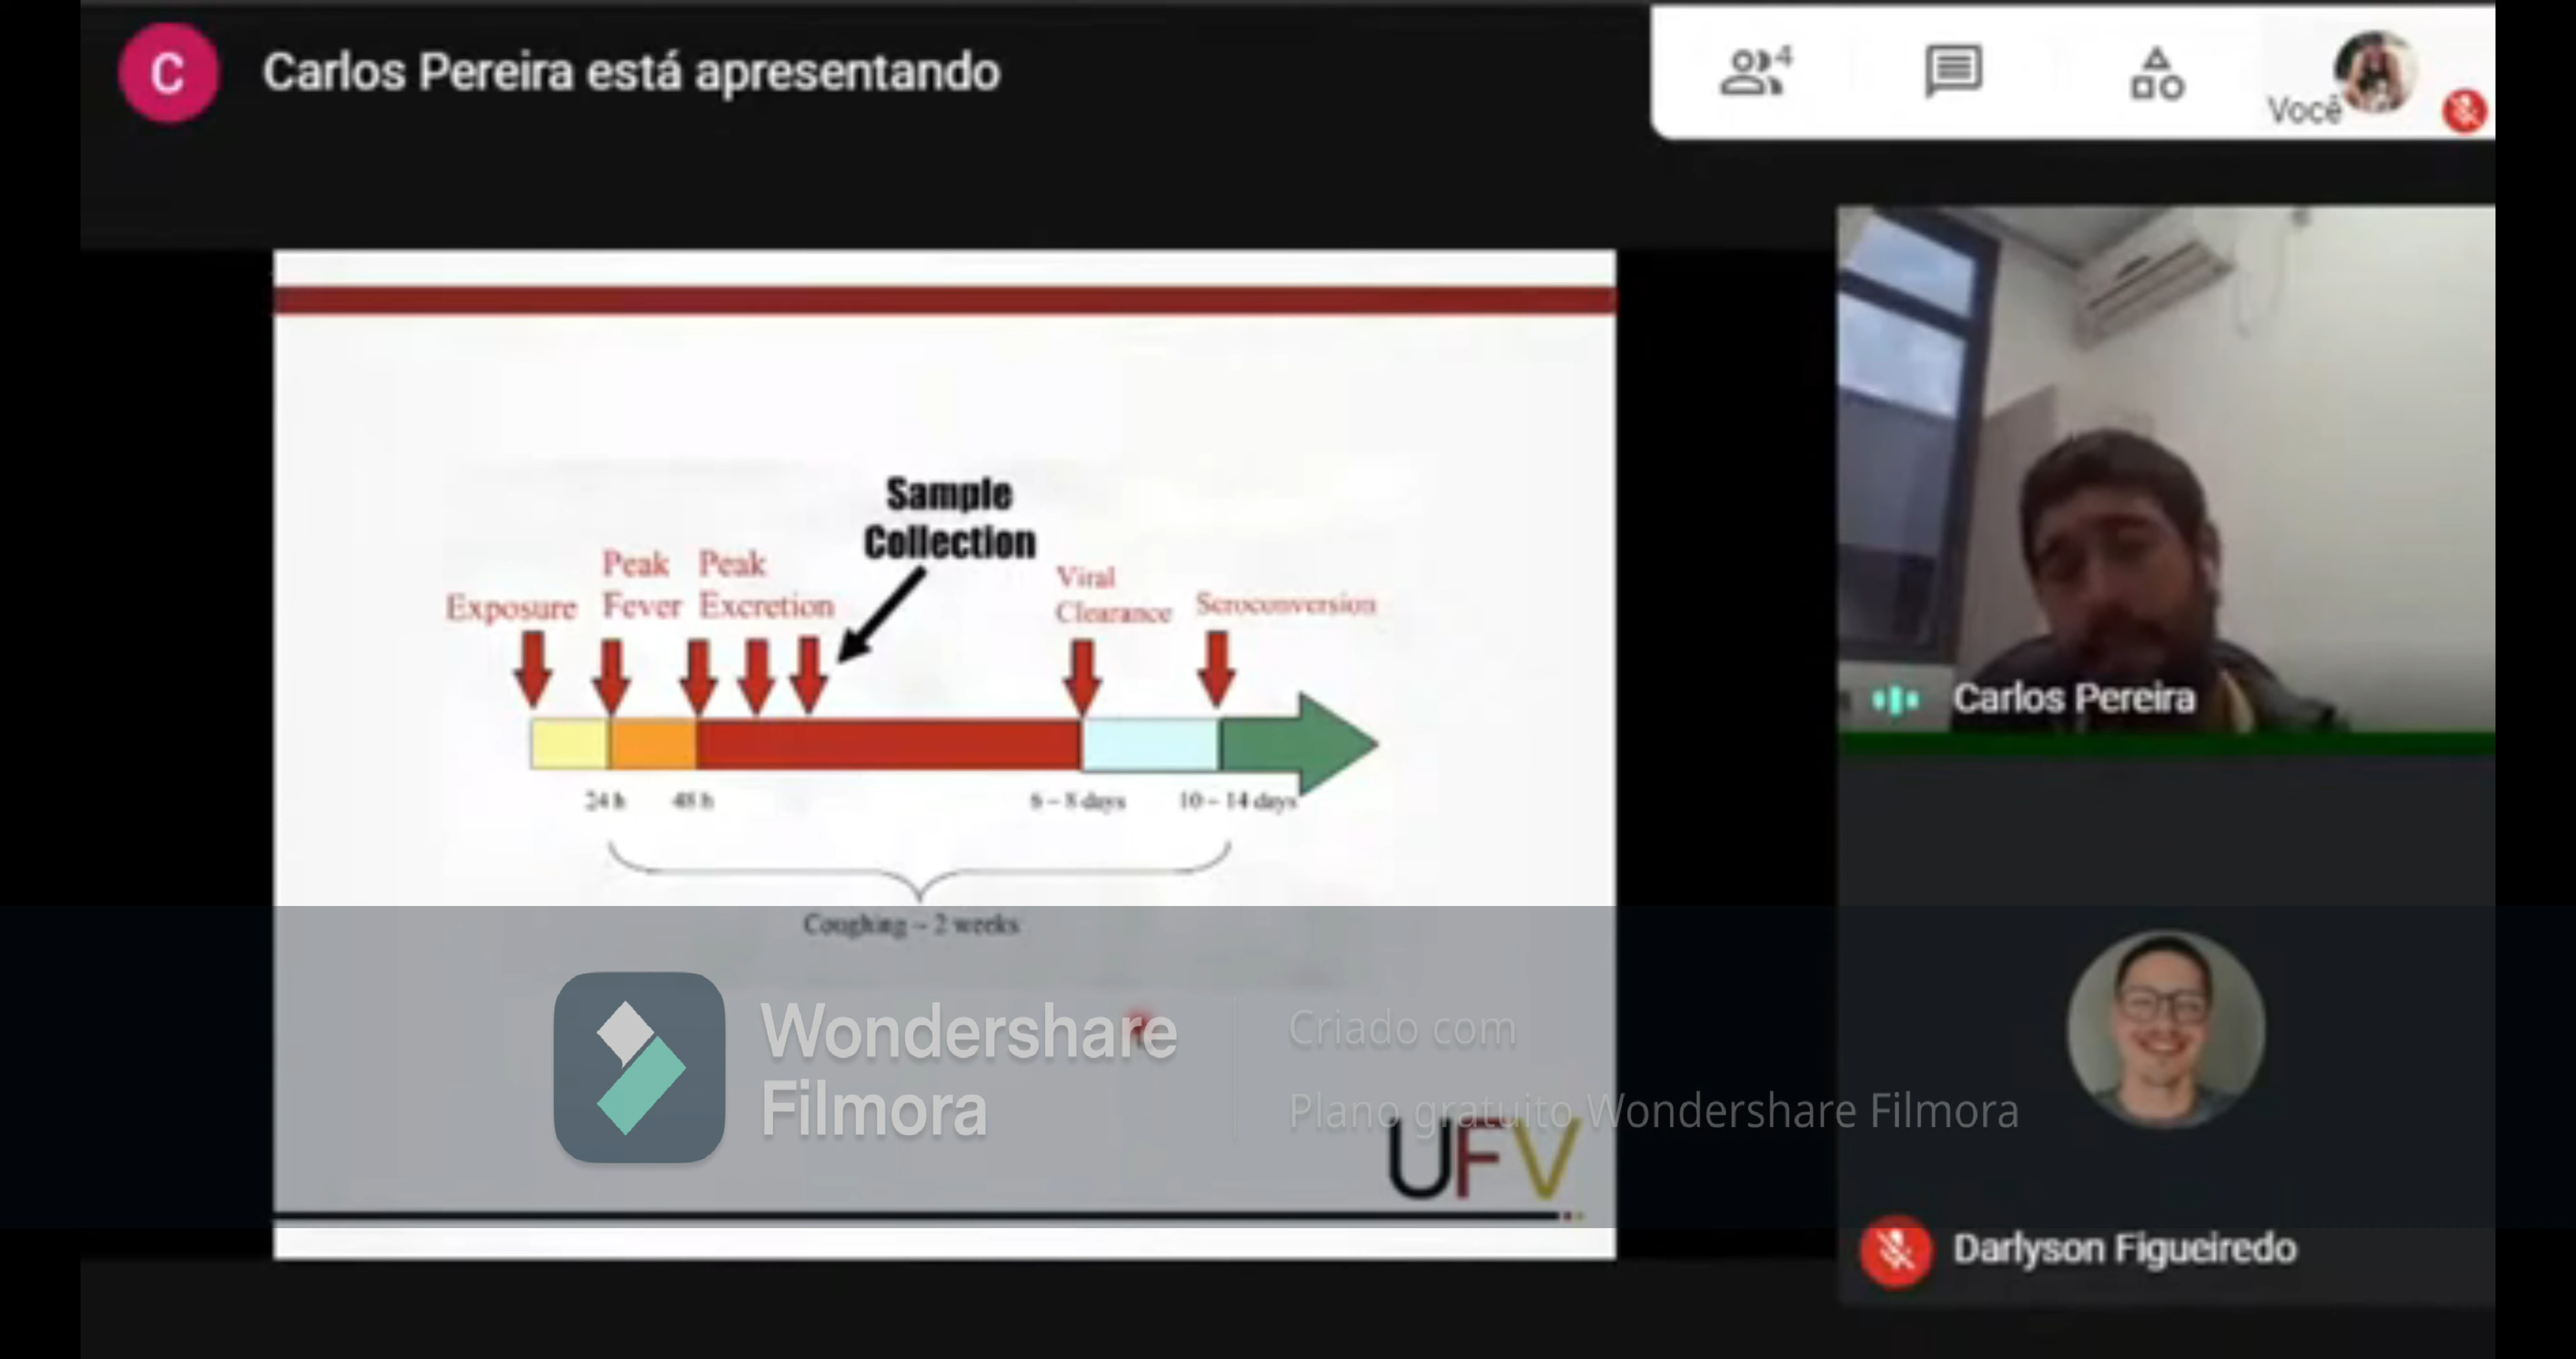 C
Carlos Pereira está apresentando
4
Você
Sample
Collection
Peak Peak
Exposure Fever Excretion
Viral
Clearance
Seroconversion
24 h 48 h 6 – 8 days 10 – 14 days
Coughing – 2 weeks
Carlos Pereira
Wondershare
Filmora
Criado com
Plano gratuito Wondershare Filmora
UFV
Darlyson Figueiredo